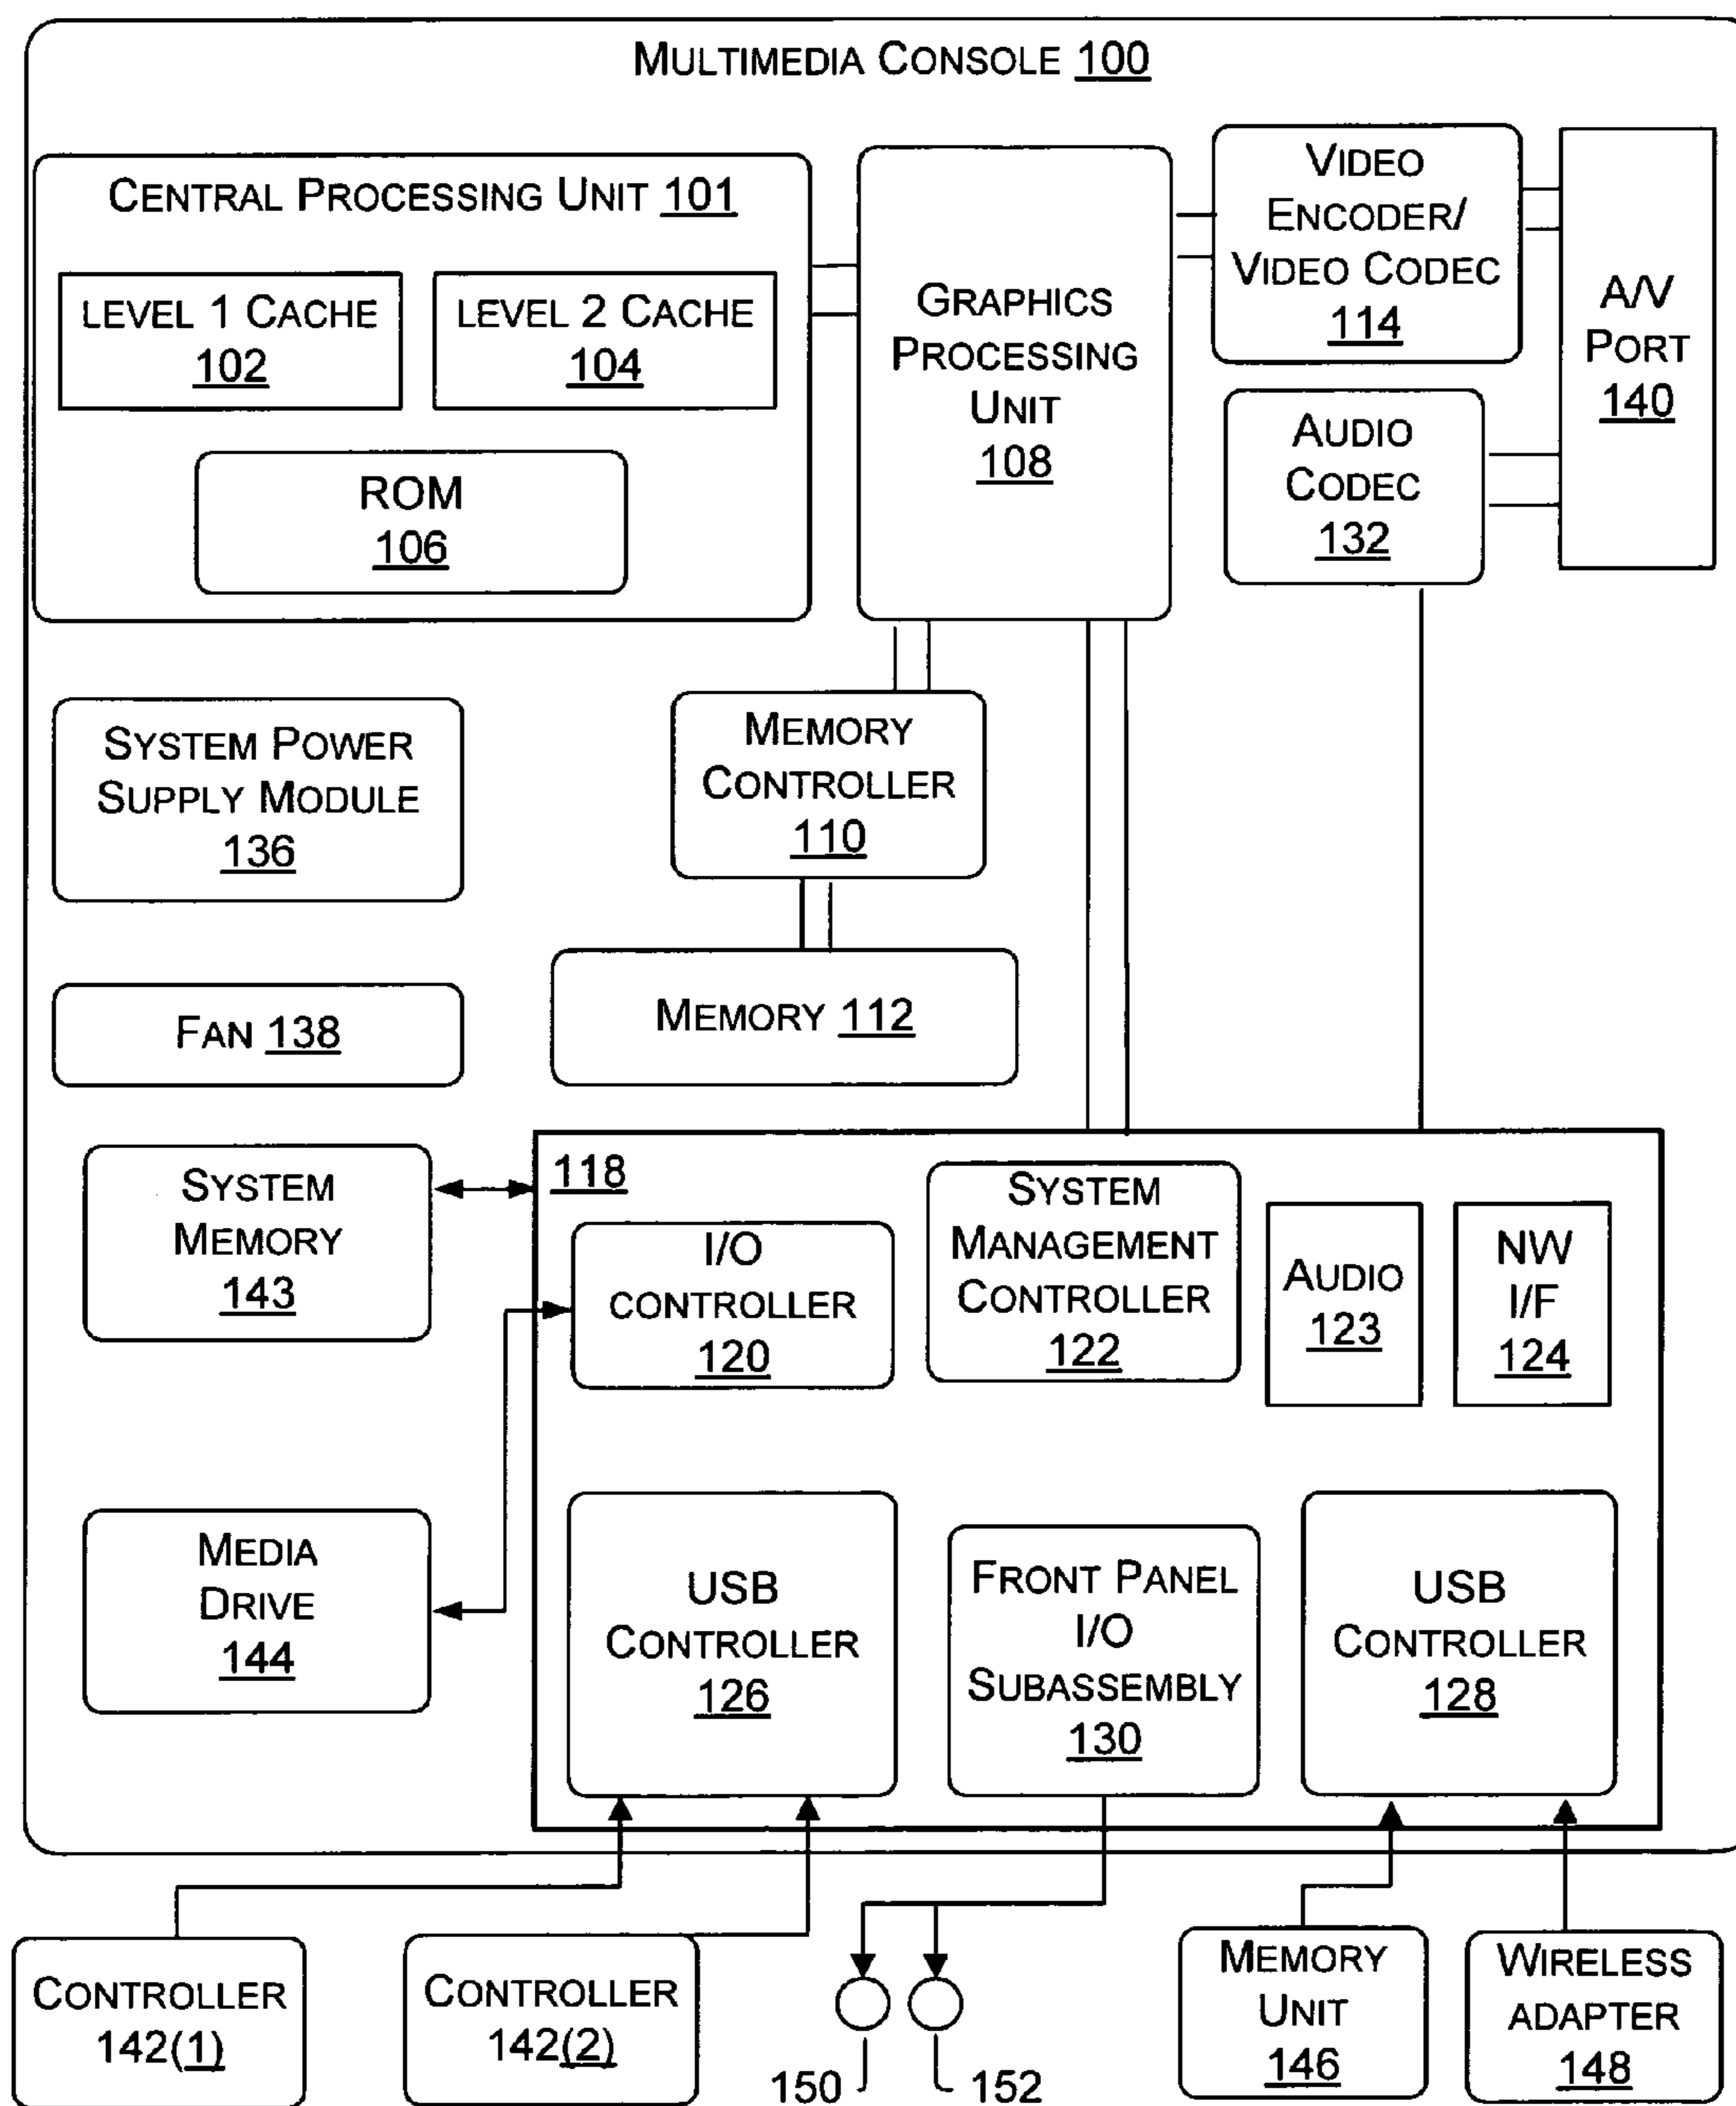 MULTIMEDIA CONSOLE 100
CENTRAL PROCESSING UNIT 101
LEVEL 1 CACHE
102
LEVEL 2 CACHE
104
ROM
106
GRAPHICS
PROCESSING
UNIT
108
VIDEO
ENCODER/
VIDEO CODEC
114
AUDIO
CODEC
132
A/V
PORT
140
SYSTEM POWER
SUPPLY MODULE
136
MEMORY
CONTROLLER
110
FAN 138
MEMORY 112
SYSTEM
MEMORY
143
118
I/O
CONTROLLER
120
SYSTEM
MANAGEMENT
CONTROLLER
122
AUDIO
123
NW
I/F
124
MEDIA
DRIVE
144
USB
CONTROLLER
126
FRONT PANEL
I/O
SUBASSEMBLY
130
USB
CONTROLLER
128
CONTROLLER
142(1)
CONTROLLER
142(2)
150
152
MEMORY
UNIT
146
WIRELESS
ADAPTER
148